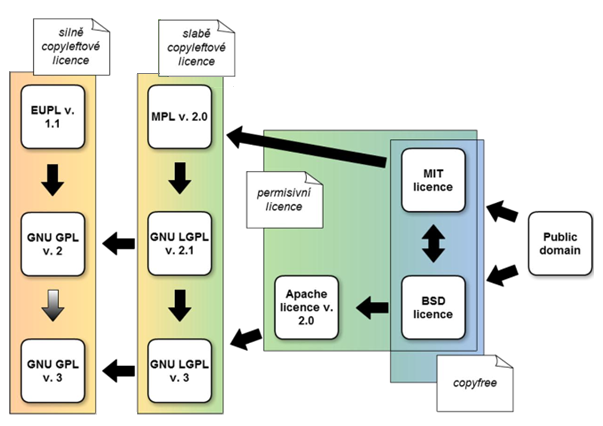 silně
copyleftové
licence
slabě
copyleftové
licence
EUPL v.
1.1
MPL v. 2.0
MIT
licence
permisivní
licence
GNU GPL
v. 2
GNU LGPL
v. 2.1
Public
domain
Apache
licence v.
2.0
BSD
licence
GNU GPL
v. 3
GNU LGPL
v. 3
copyfree